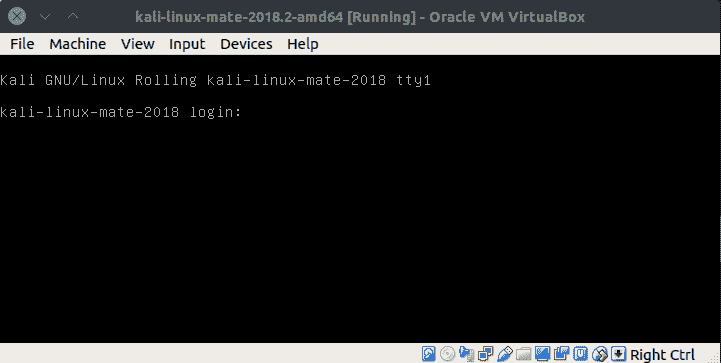 kali-linux-mate-2018.2-amd64 [Running] - Oracle VM VirtualBox
File Machine View Input Devices Help
Kali GNU/Linux Rolling kali-linux-mate-2018 tty1
kali-linux-mate-2018 login:
Right Ctrl